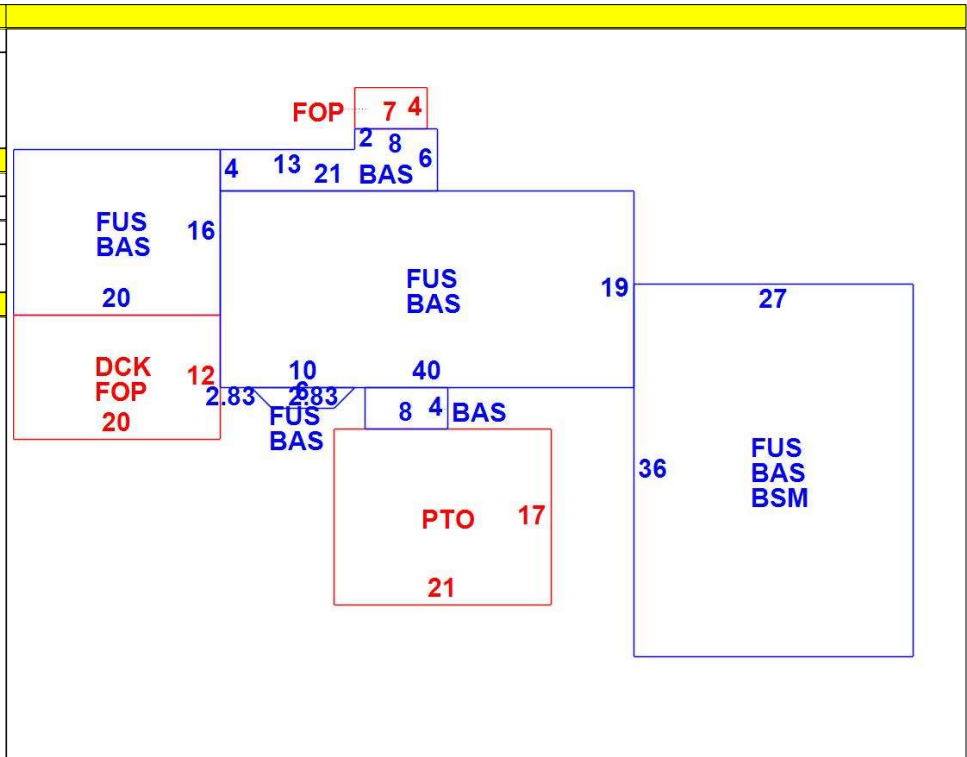 FOP 7 4
2 8
4 13 21 BAS 6
FUS
BAS
16
20
FUS
BAS
19
27
DCK
FOP
12
20
10
40
2.83 6 2.83
FUS
BAS
8 4 BAS
36
FUS
BAS
BSM
PTO 17
21